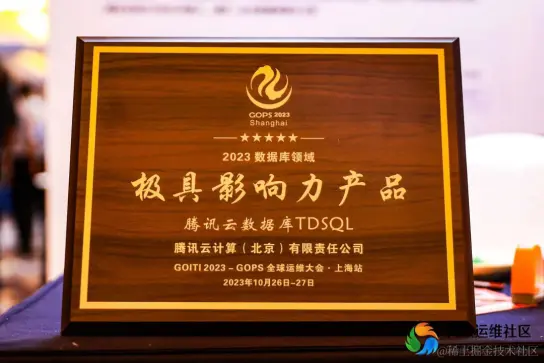 GOPS 2023
Shanghai
2023 数据库领域
极具影响力产品
腾讯云数据库TDSQL
腾讯云计算（北京）有限责任公司
GOITI 2023－GOPS 全球运维大会·上海站
2023年10月26日-27日
运维社区
@稀土掘金技术社区